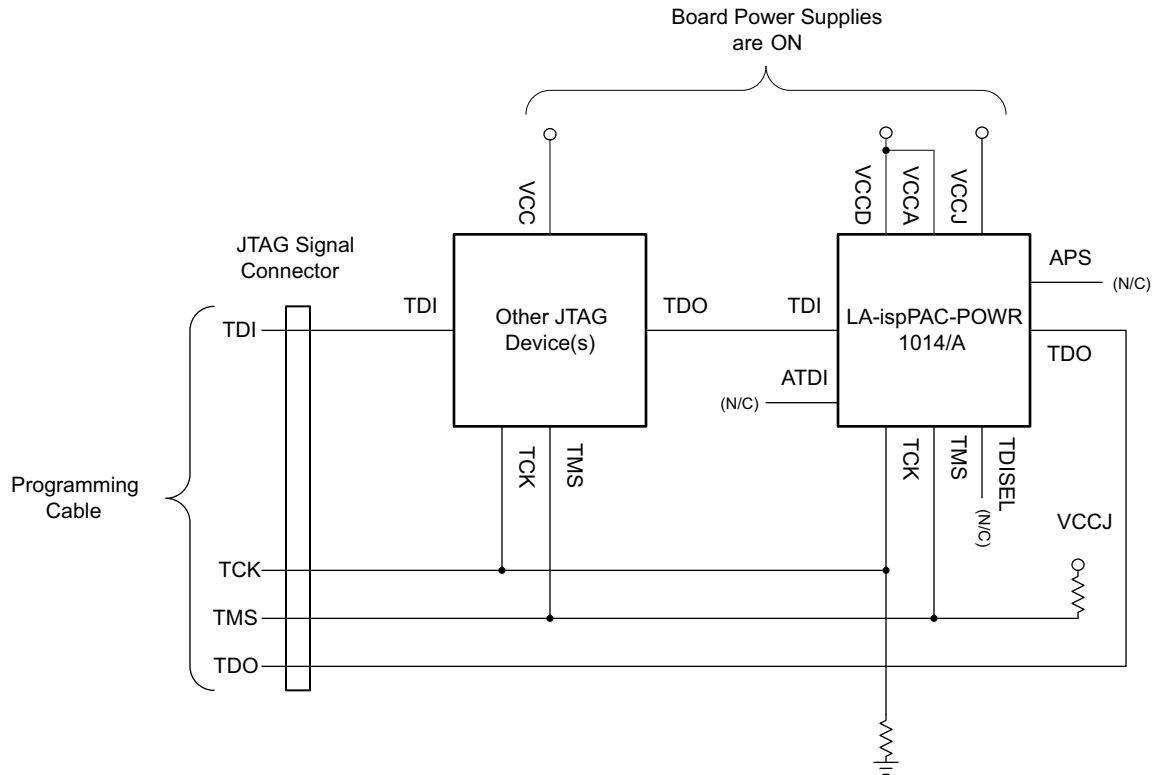 Board Power Supplies
are ON
VCC
VCCD
VCCA
VCCJ
JTAG Signal
Connector
APS
(N/C)
TDI
TDI
TDO
TDI
Other JTAG
Device(s)
LA-ispPAC-POWR
1014/A
TDO
ATDI
(N/C)
TCK
TMS
TCK
TMS
TDISEL
(N/C)
Programming
Cable
VCCJ
TCK
TMS
TDO